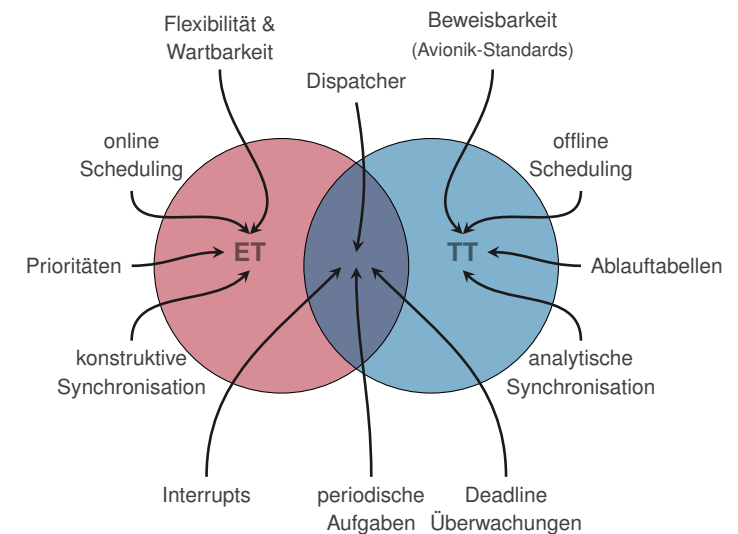 Flexibilität &
Wartbarkeit
Beweisbarkeit
(Avionik-Standards)
Dispatcher
online
Scheduling
offline
Scheduling
ET
TT
Prioritäten
Ablauftabellen
konstruktive
Synchronisation
analytische
Synchronisation
Interrupts
periodische
Aufgaben
Deadline
Überwachungen